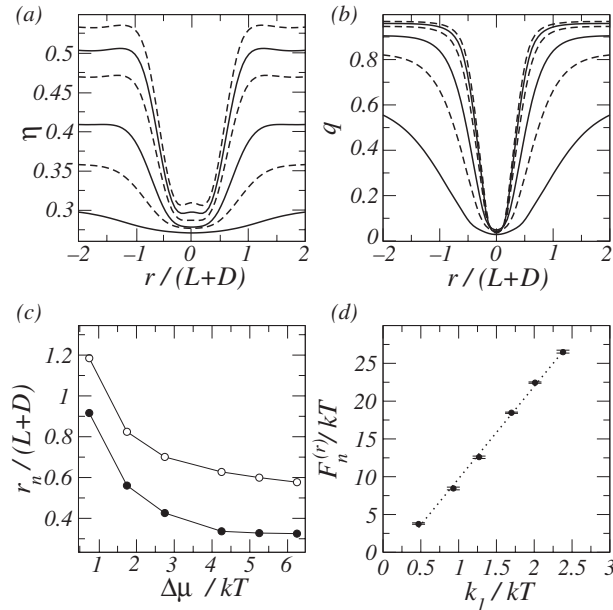 (a)
(b)
0.5
0.45
0.4
0.35
0.3
η
−2 −1 0 1 2
r / (L+D)
0.8
0.6
0.4
0.2
0
q
−2 −1 0 1 2
r / (L+D)
(c)
(d)
1.2
1
0.8
0.6
0.4
r_n / (L+D)
1 2 3 4 5 6
Δμ / kT
25
20
15
10
5
0
F_n^(r) / kT
0 0.5 1 1.5 2 2.5 3
k_1 / kT